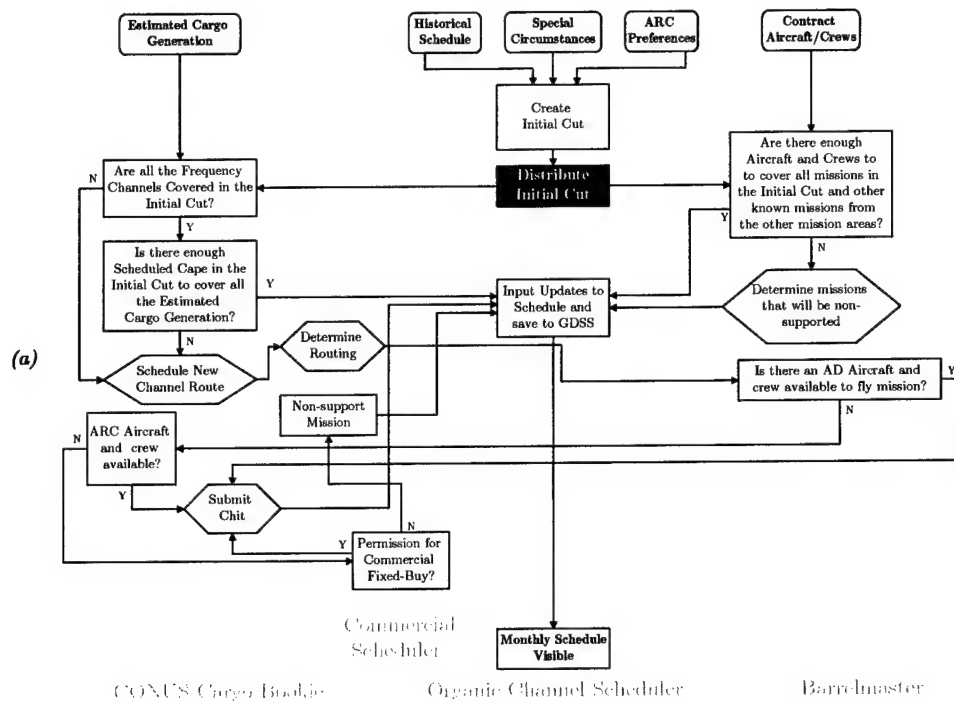 Estimated Cargo
Generation
Historical
Schedule
Special
Circumstances
ARC
Preferences
Contract
Aircraft/Crews
Create
Initial Cut
Distribute
Initial Cut
Are all the Frequency
Channels Covered in the
Initial Cut?
N
Y
Are there enough
Aircraft and Crews to
to cover all missions in
the Initial Cut and other
known missions from
the other mission areas?
Y
N
Is there enough
Scheduled Cape in the
Initial Cut to cover all
the Estimated
Cargo Generation?
Y
N
Input Updates to
Schedule and
save to GDSS
Determine missions
that will be non-
supported
(a)
Schedule New
Channel Route
Determine
Routing
Is there an AD Aircraft and
crew available to fly mission?
Y
N
Non-support
Mission
N
ARC Aircraft
and crew
available?
Y
Submit
Chit
N
Y
Permission for
Commercial
Fixed-Buy?
Commercial
Scheduler
Monthly Schedule
Visible
CONUS Cargo Bookie
Organic Channel Scheduler
Barrelmaster